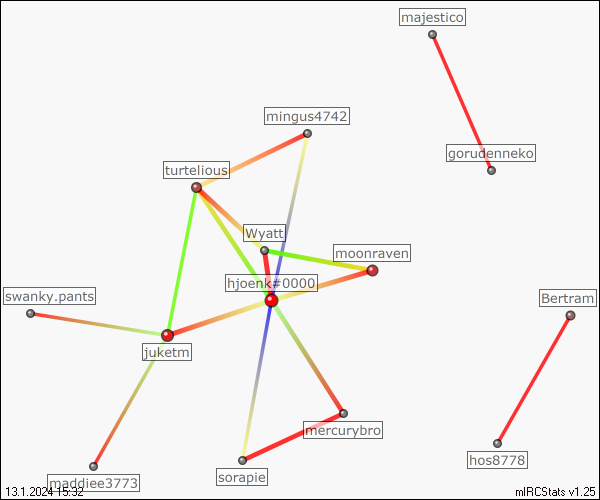 majestico
mingus4742
gorudenneko
turtelious
Wyatt
moonraven
hjoenk#0000
swanky.pants
Bertram
juketm
mercurybro
hos8778
sorapie
maddiee3773
13.1.2024 15:32
mIRCStats v1.25